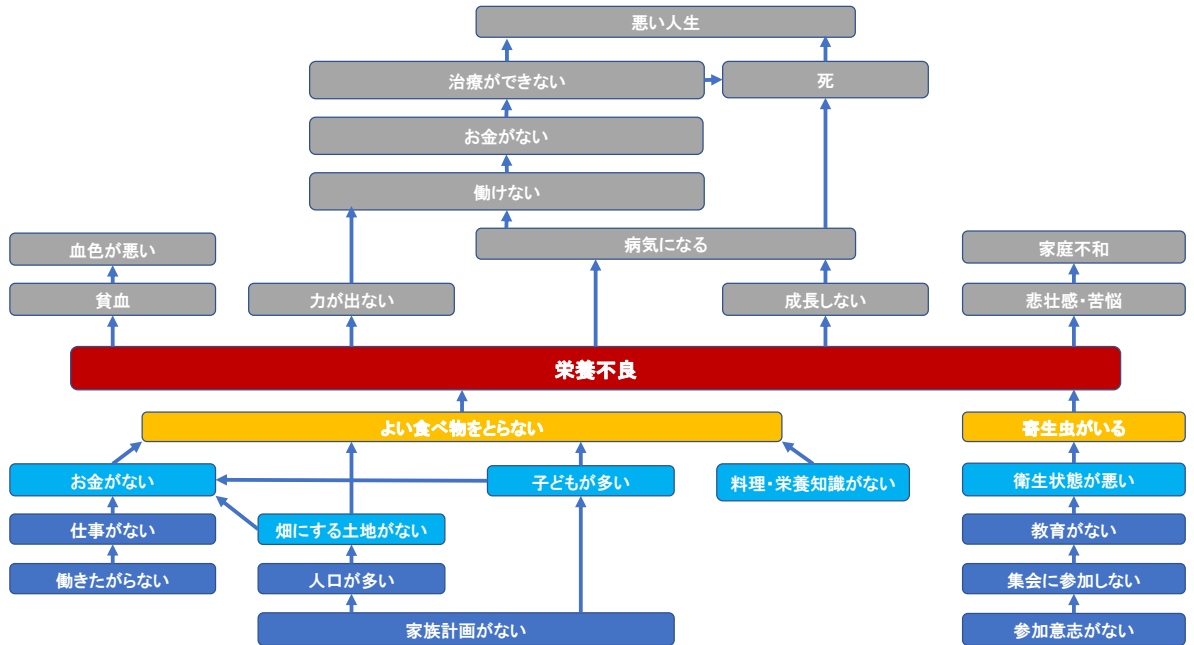 悪い人生
治療ができない
死
お金がない
働けない
血色が悪い
病気になる
家庭不和
貧血
力が出ない
成長しない
悲壮感・苦悩
栄養不良
よい食べ物をとらない
寄生虫がいる
お金がない
子どもが多い
料理・栄養知識がない
衛生状態が悪い
仕事がない
畑にする土地がない
教育がない
働きたがらない
人口が多い
集会に参加しない
家族計画がない
参加意志がない